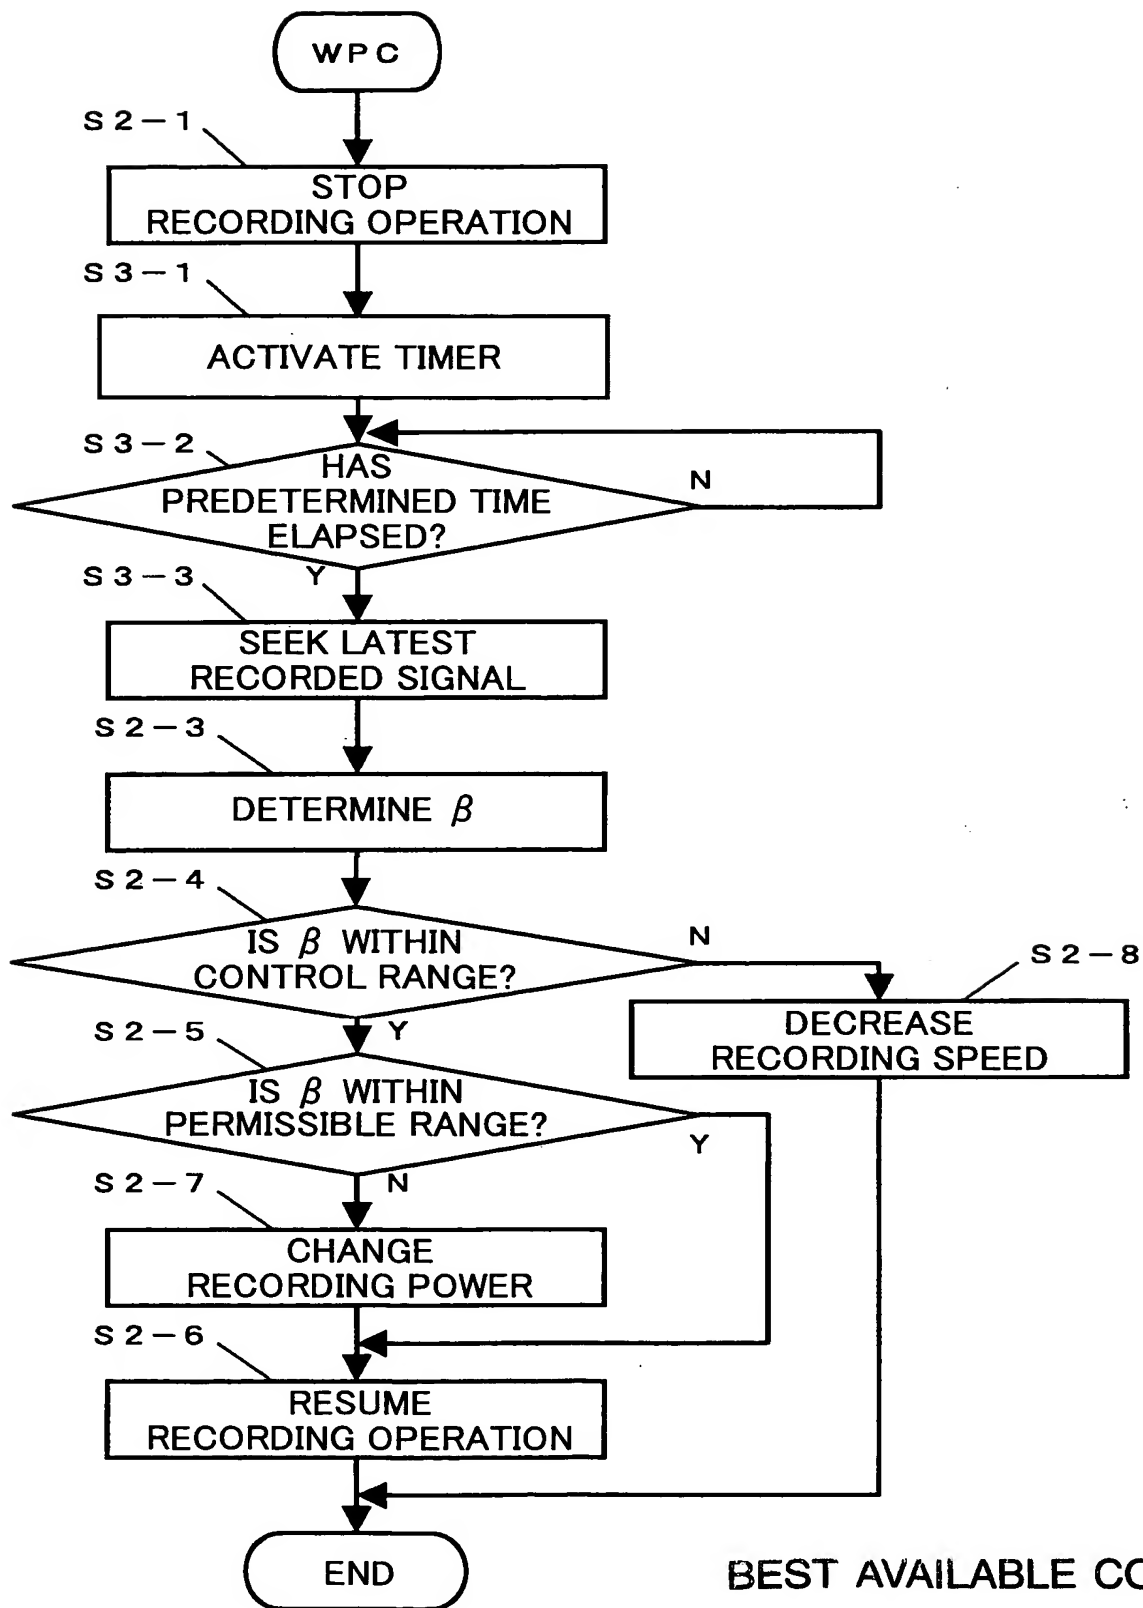 WPC
S2-1
STOP
RECORDING OPERATION
S3-1
ACTIVATE TIMER
S3-2
HAS
PREDETERMINED TIME
ELAPSED?
N
Y
S3-3
SEEK LATEST
RECORDED SIGNAL
S2-3
DETERMINE β
S2-4
IS β WITHIN
CONTROL RANGE?
N
S2-8
DECREASE
RECORDING SPEED
Y
S2-5
IS β WITHIN
PERMISSIBLE RANGE?
Y
N
S2-7
CHANGE
RECORDING POWER
S2-6
RESUME
RECORDING OPERATION
END
BEST AVAILABLE CO